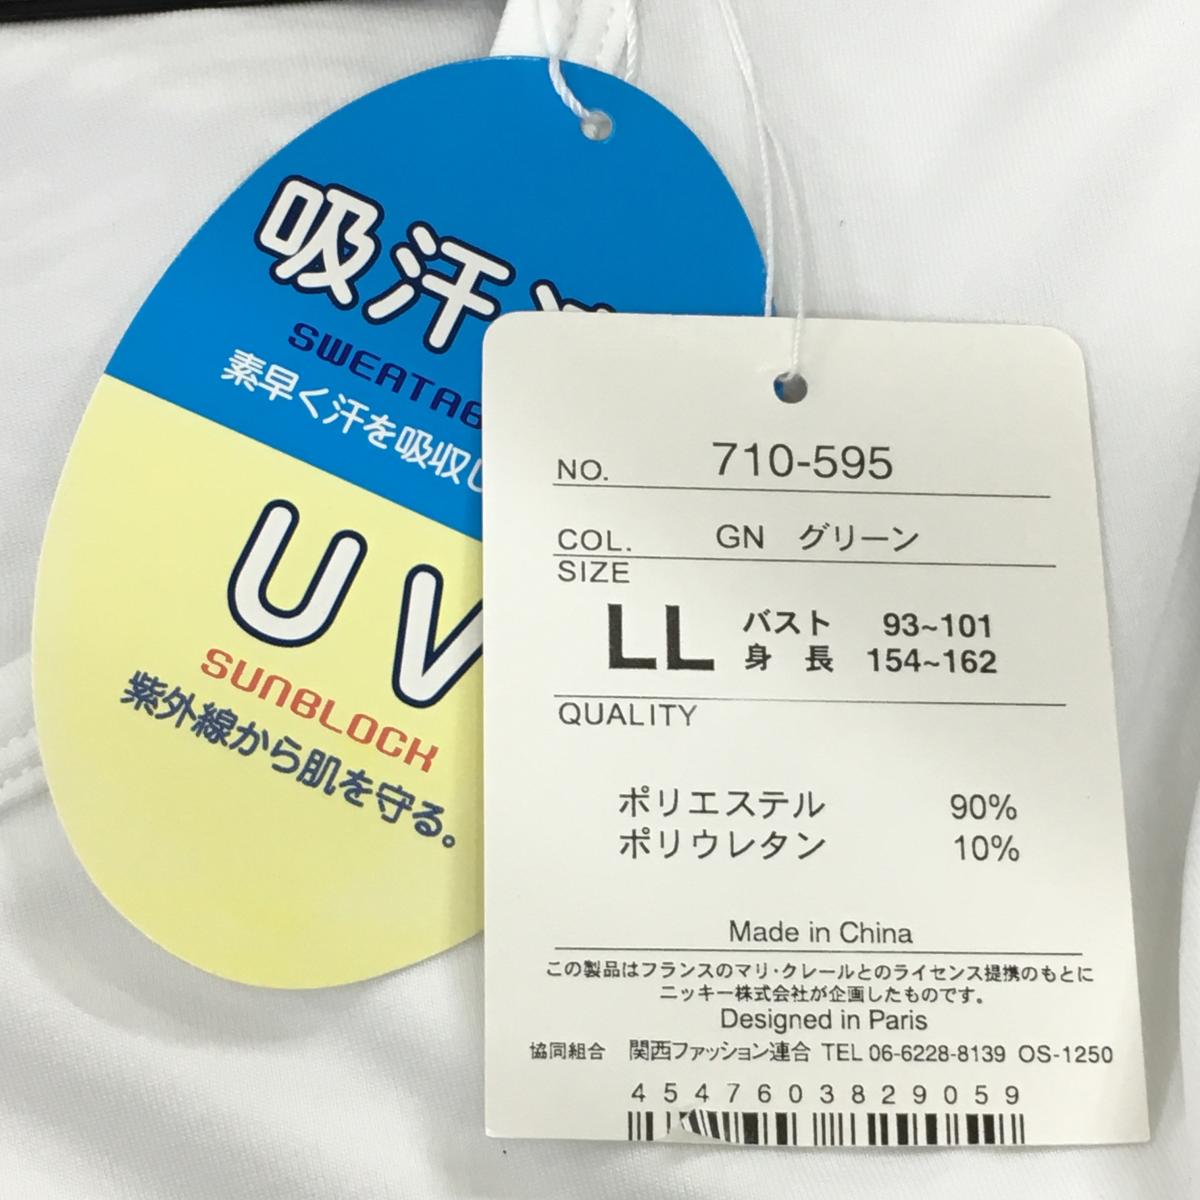 吸汗
SWEATAB
素早く汗を吸収し
UV
SUNBLOCK
紫外線から肌を守る。
NO. 710-595
COL. GN グリーン
SIZE
LL バスト 93~101
身長 154~162
QUALITY
ポリエステル 90%
ポリウレタン 10%
Made in China
この製品はフランスのマリ・クレールとのライセンス提携のもとに
ニッキー株式会社が企画したものです。
Designed in Paris
協同組合 関西ファッション連合 TEL 06-6228-8139 OS-1250
4547603829059